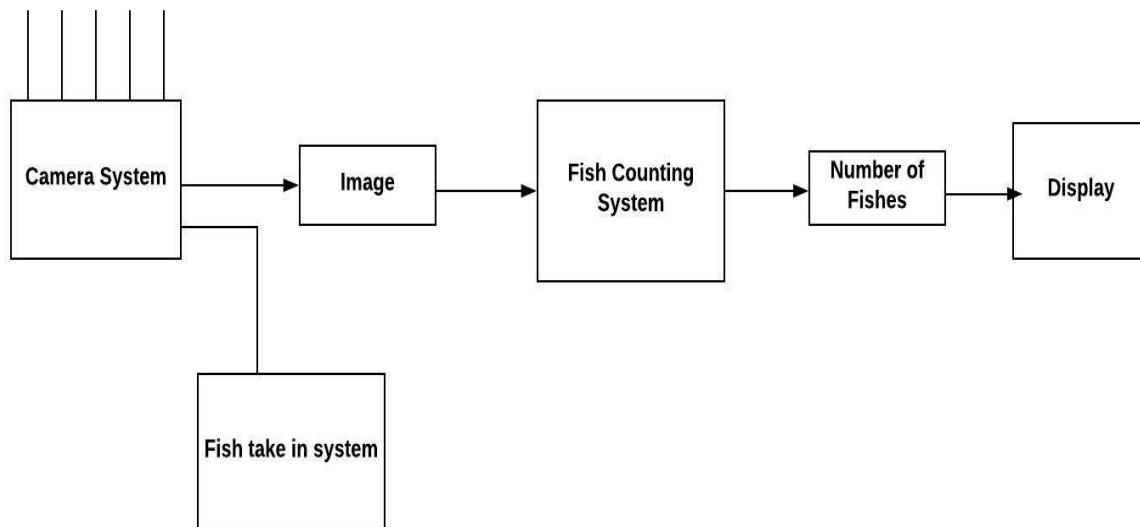 Camera System
Image
Fish Counting
System
Number of
Fishes
Display
Fish take in system